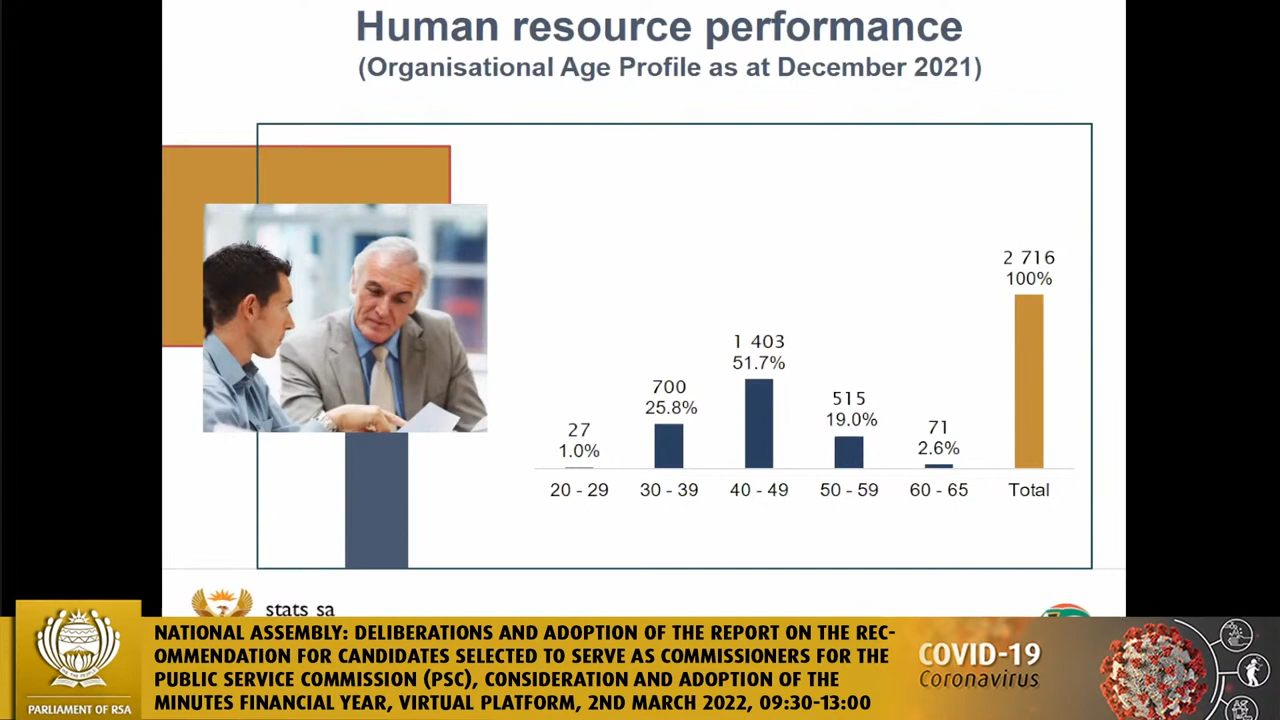 Human resource performance
(Organisational Age Profile as at December 2021)
2 716
100%
1 403
51.7%
700
25.8%
515
19.0%
27
1.0%
71
2.6%
20 - 29
30 - 39
40 - 49
50 - 59
60 - 65
Total
stats sa
NATIONAL ASSEMBLY: DELIBERATIONS AND ADOPTION OF THE REPORT ON THE REC-
OMMENDATION FOR CANDIDATES SELECTED TO SERVE AS COMMISSIONERS FOR THE
PUBLIC SERVICE COMMISSION (PSC), CONSIDERATION AND ADOPTION OF THE
MINUTES FINANCIAL YEAR, VIRTUAL PLATFORM, 2ND MARCH 2022, 09:30-13:00
PARLIAMENT OF RSA
COVID-19
Coronavirus